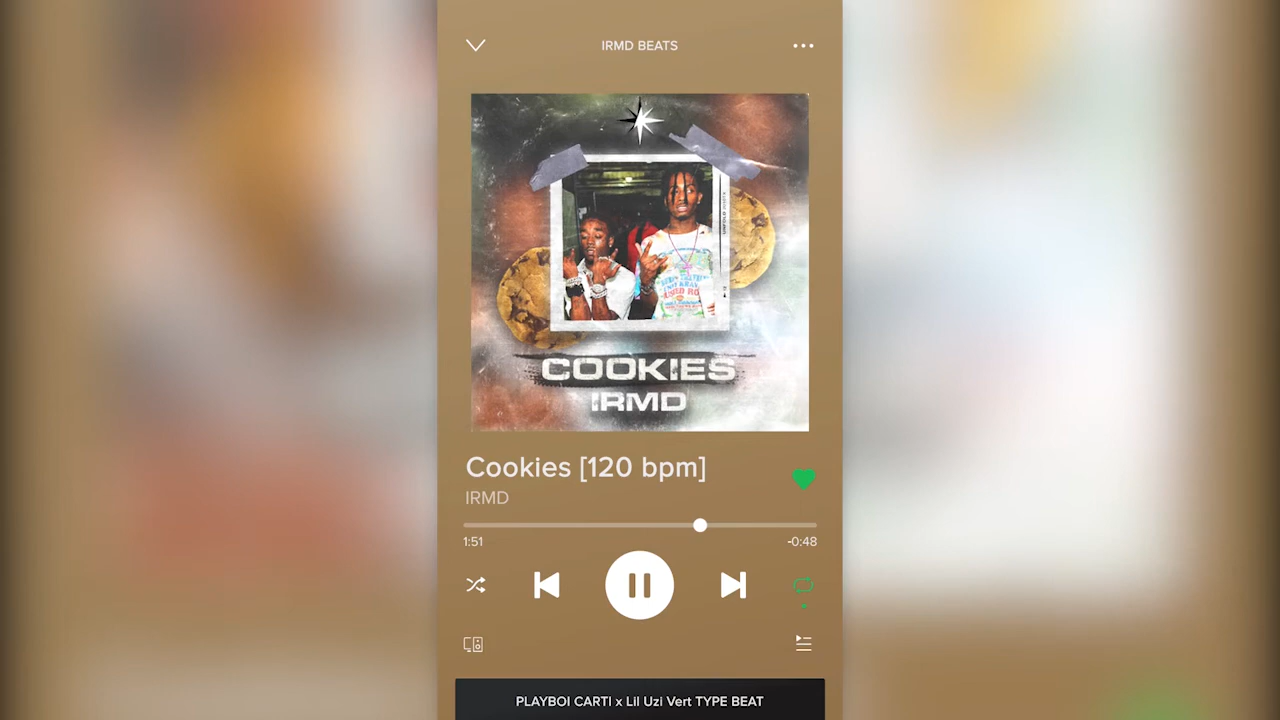 IRMD BEATS
COOKIES
IRMD
Cookies [120 bpm]
IRMD
1:51
-0:48
PLAYBOI CARTI x Lil Uzi Vert TYPE BEAT